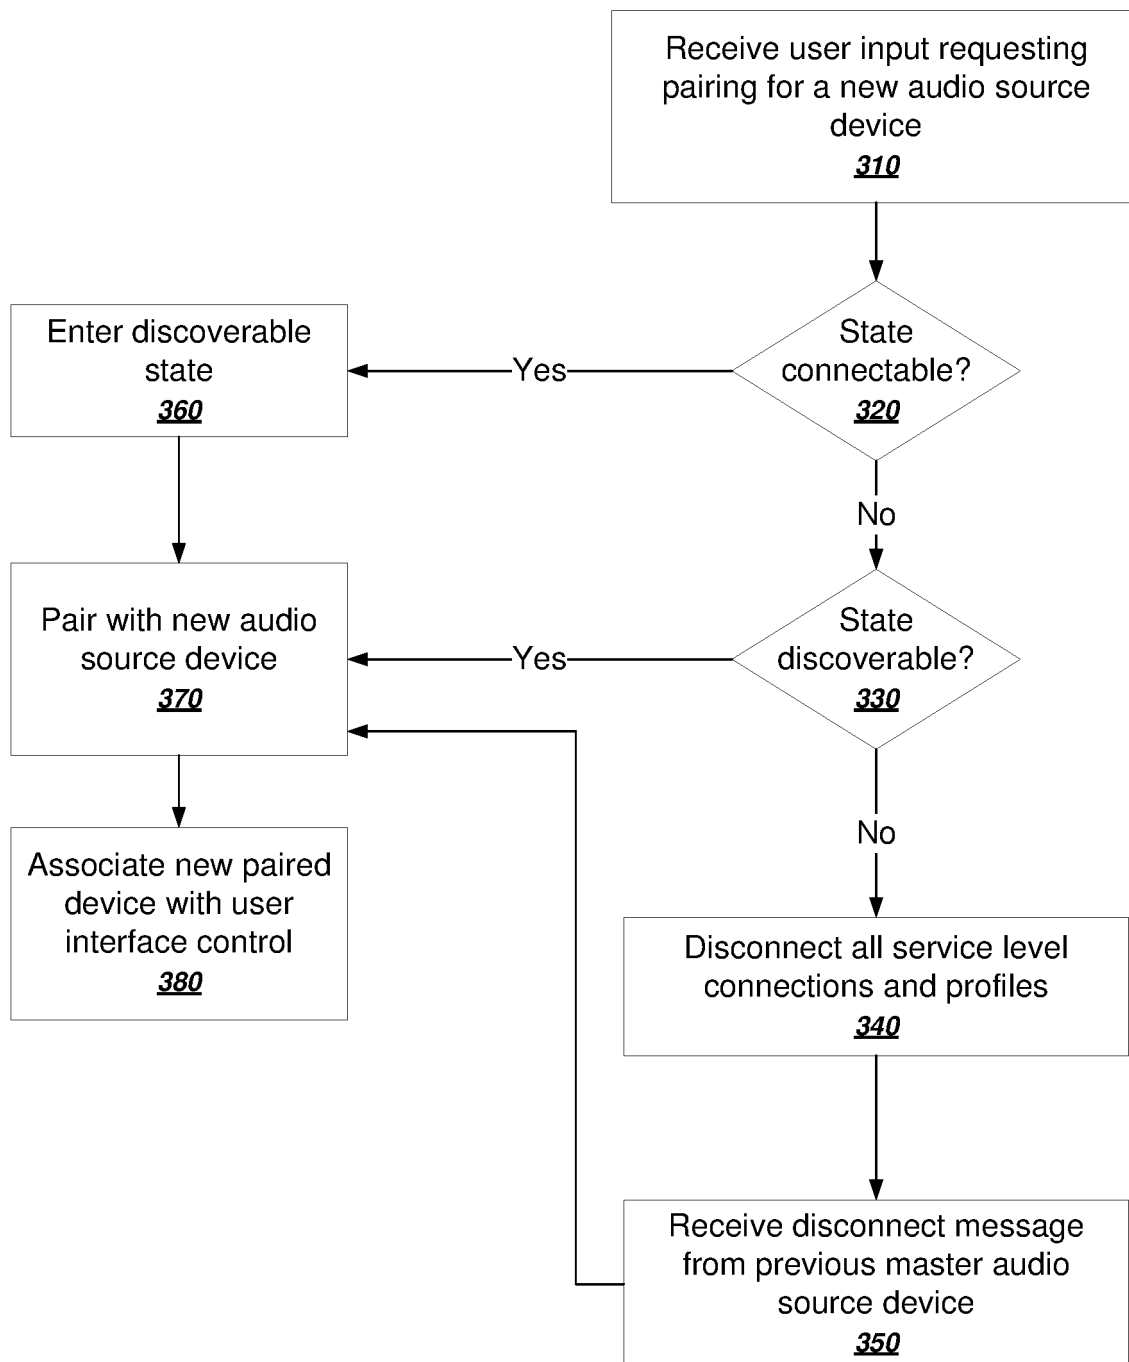 Receive user input requesting
pairing for a new audio source
device
310
State
connectable?
320
Yes
Enter discoverable
state
360
No
State
discoverable?
330
Yes
Pair with new audio
source device
370
No
Associate new paired
device with user
interface control
380
Disconnect all service level
connections and profiles
340
Receive disconnect message
from previous master audio
source device
350